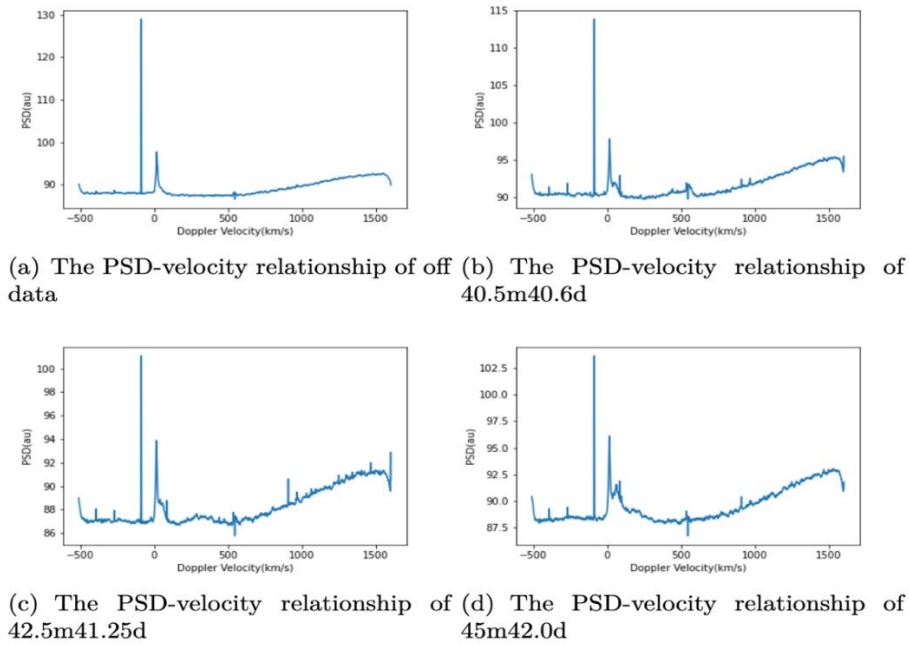 130
120
110
100
90
PSD(au)
−500 0 500 1000 1500
Doppler Velocity(km/s)
(a) The PSD-velocity relationship of off
data
115
110
105
100
95
90
PSD(au)
−500 0 500 1000 1500
Doppler Velocity(km/s)
(b) The PSD-velocity relationship of
40.5m40.6d
100
98
96
94
92
90
88
86
PSD(au)
−500 0 500 1000 1500
Doppler Velocity(km/s)
(c) The PSD-velocity relationship of
42.5m41.25d
102.5
100.0
97.5
95.0
92.5
90.0
87.5
PSD(au)
−500 0 500 1000 1500
Doppler Velocity(km/s)
(d) The PSD-velocity relationship of
45m42.0d